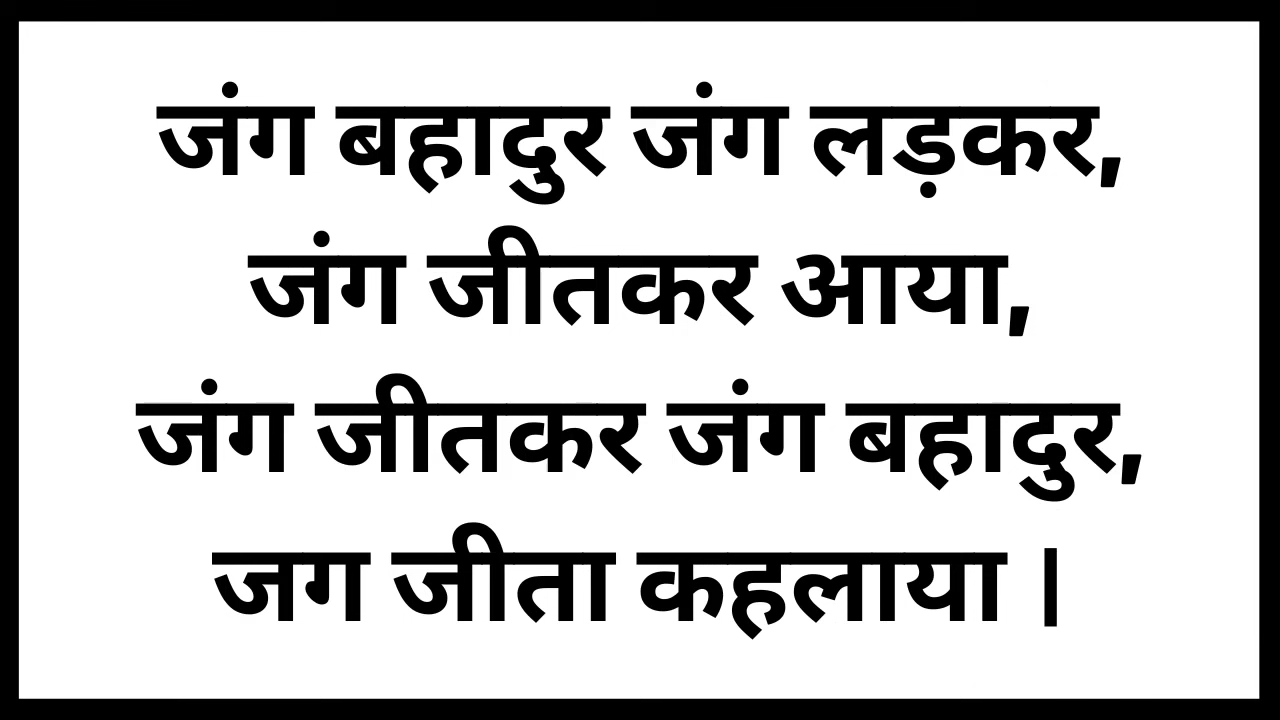 जंग बहादुर जंग लड़कर,
जंग जीतकर आया,
जंग जीतकर जंग बहादुर,
जग जीता कहलाया |